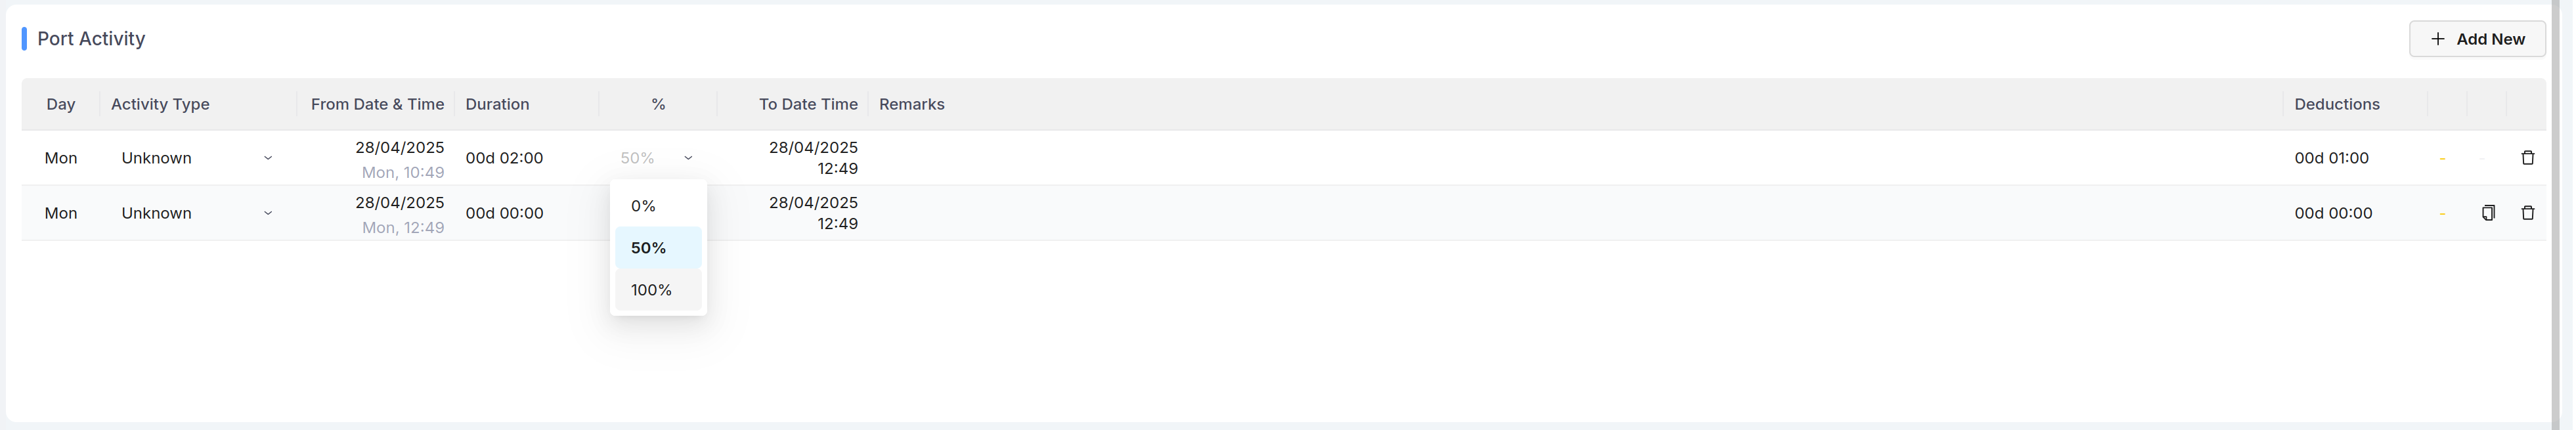 Port Activity
+ Add New
Day Activity Type From Date & Time Duration % To Date Time Remarks Deductions
Mon Unknown 28/04/2025 00d 02:00 50% 28/04/2025 00d 01:00 -
Mon, 10:49 12:49
Mon Unknown 28/04/2025 00d 00:00 28/04/2025 00d 00:00 -
Mon, 12:49 12:49
0%
50%
100%